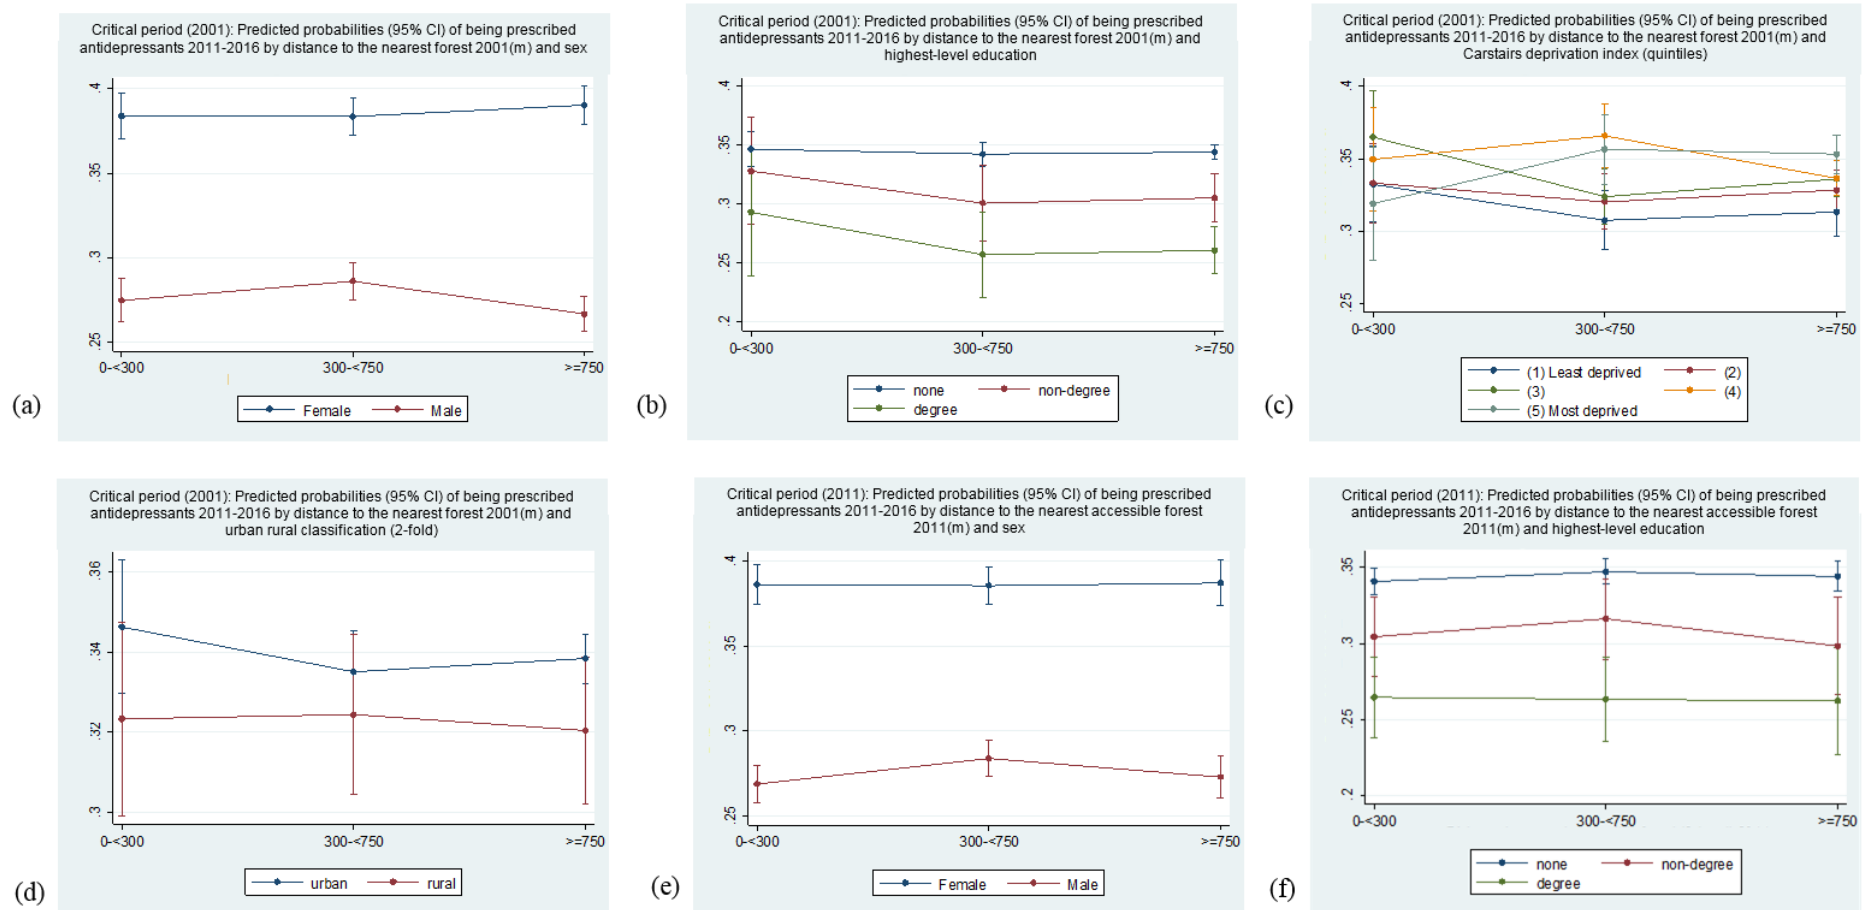 Critical period (2001): Predicted probabilities (95% CI) of being prescribed
antidepressants 2011-2016 by distance to the nearest forest 2001(m) and sex
.4
.35
.3
.25
0-<300
300-<750
>=750
Female
Male
(a)
Critical period (2001): Predicted probabilities (95% CI) of being prescribed
antidepressants 2011-2016 by distance to the nearest forest 2001(m) and
highest-level education
.4
.35
.3
.25
.2
0-<300
300-<750
>=750
none
non-degree
degree
(b)
Critical period (2001): Predicted probabilities (95% CI) of being prescribed
antidepressants 2011-2016 by distance to the nearest forest 2001(m) and
Carstairs deprivation index (quintiles)
.4
.35
.3
.25
0-<300
300-<750
>=750
(1) Least deprived
(2)
(3)
(4)
(5) Most deprived
(c)
Critical period (2001): Predicted probabilities (95% CI) of being prescribed
antidepressants 2011-2016 by distance to the nearest forest 2001(m) and
urban rural classification (2-fold)
.36
.34
.32
.3
0-<300
300-<750
>=750
urban
rural
(d)
Critical period (2011): Predicted probabilities (95% CI) of being prescribed
antidepressants 2011-2016 by distance to the nearest accessible forest
2011(m) and sex
.4
.35
.3
.25
0-<300
300-<750
>=750
Female
Male
(e)
Critical period (2011): Predicted probabilities (95% CI) of being prescribed
antidepressants 2011-2016 by distance to the nearest accessible forest
2011(m) and highest-level education
.35
.3
.25
.2
0-<300
300-<750
>=750
none
non-degree
degree
(f)